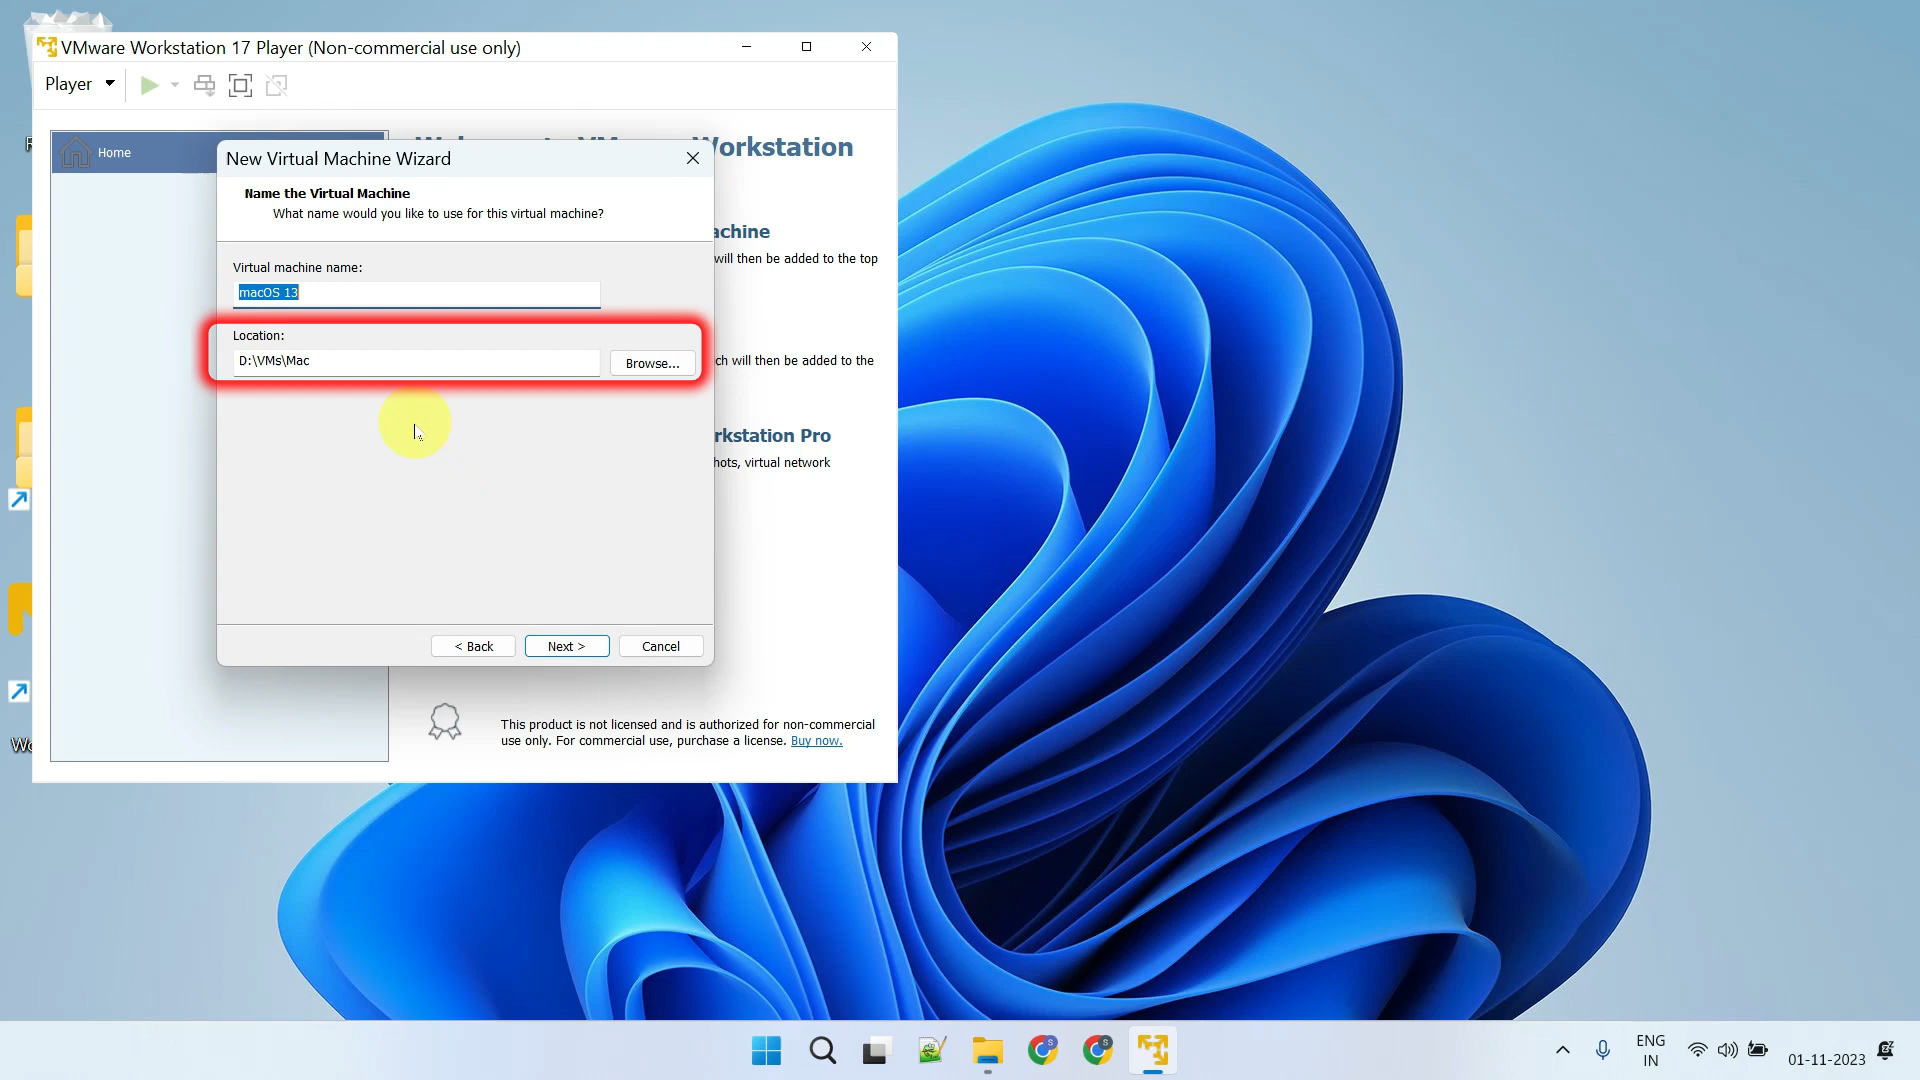 VMware Workstation 17 Player (Non-commercial use only)
Player
Home
Workstation
New Virtual Machine Wizard
Name the Virtual Machine
What name would you like to use for this virtual machine?
achine
will then be added to the top
Virtual machine name:
macOS 13
Location:
D:\VMs\Mac
Browse...
ch will then be added to the
rkstation Pro
hots, virtual network
< Back
Next >
Cancel
This product is not licensed and is authorized for non-commercial
use only. For commercial use, purchase a license. Buy now.
ENG
IN
01-11-2023